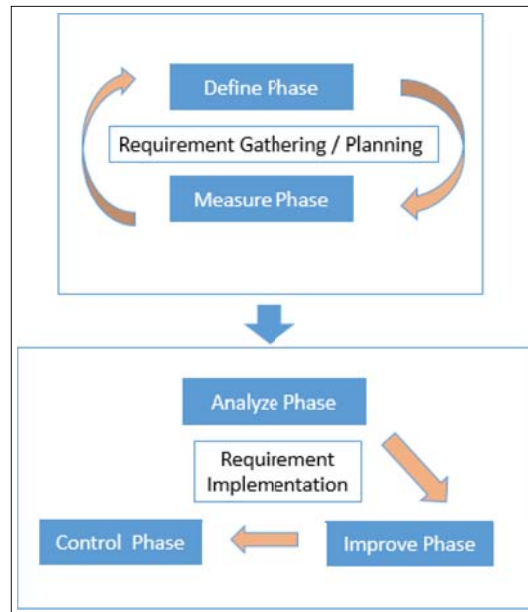 Define Phase
Requirement Gathering / Planning
Measure Phase
Analyze Phase
Requirement
Implementation
Control Phase
Improve Phase